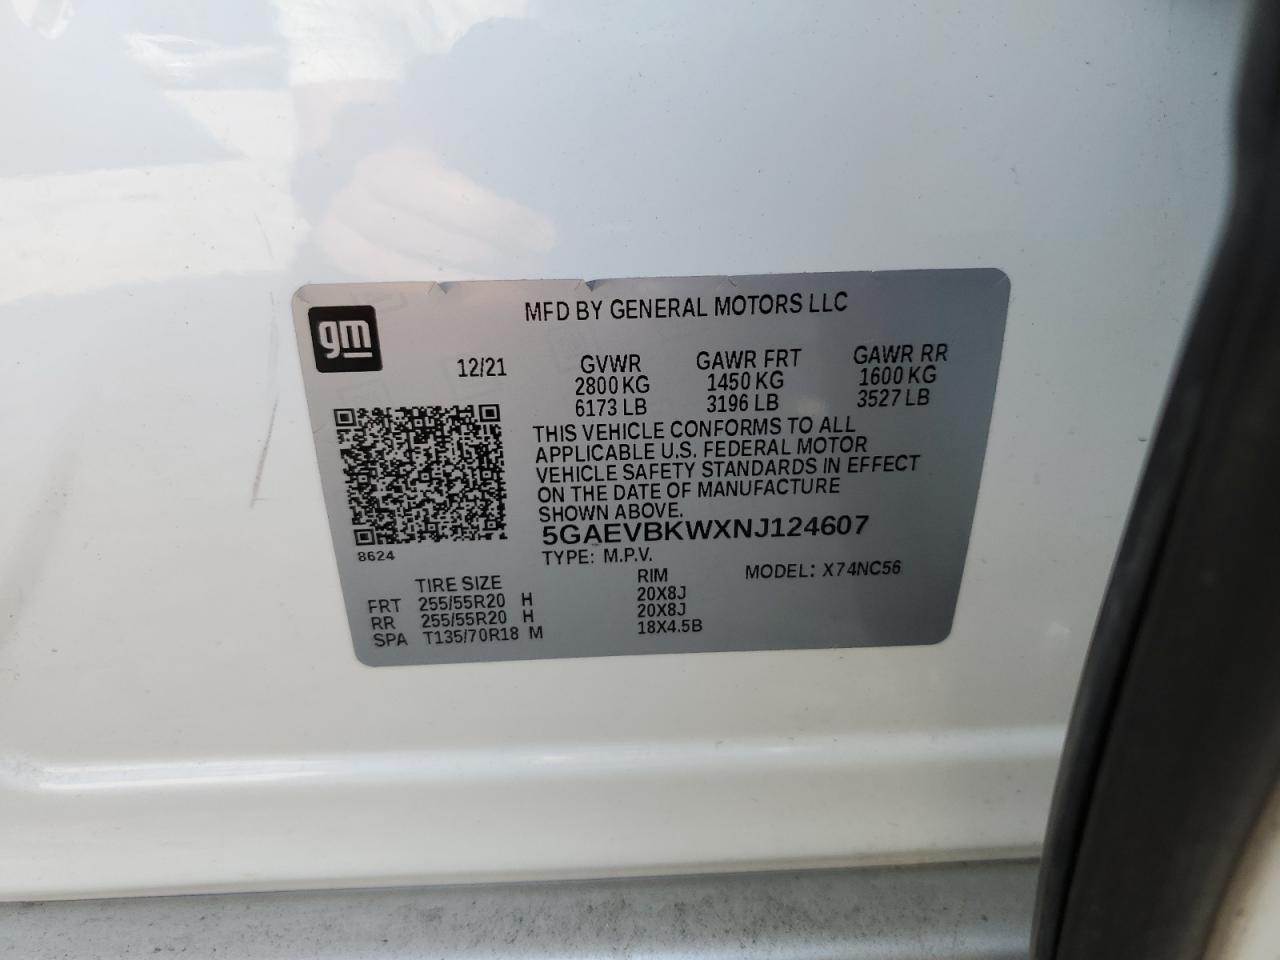 MFD BY GENERAL MOTORS LLC
gm
12/21 GVWR GAWR FRT GAWR RR
2800 KG 1450 KG 1600 KG
6173 LB 3196 LB 3527 LB
THIS VEHICLE CONFORMS TO ALL
APPLICABLE U.S. FEDERAL MOTOR
VEHICLE SAFETY STANDARDS IN EFFECT
ON THE DATE OF MANUFACTURE
SHOWN ABOVE.
5GAEVBKWXNJ124607
8624
TYPE: M.P.V. MODEL: X74NC56
TIRE SIZE RIM
FRT 255/55R20 H 20X8J
RR 255/55R20 H 20X8J
SPA T135/70R18 M 18X4.5B